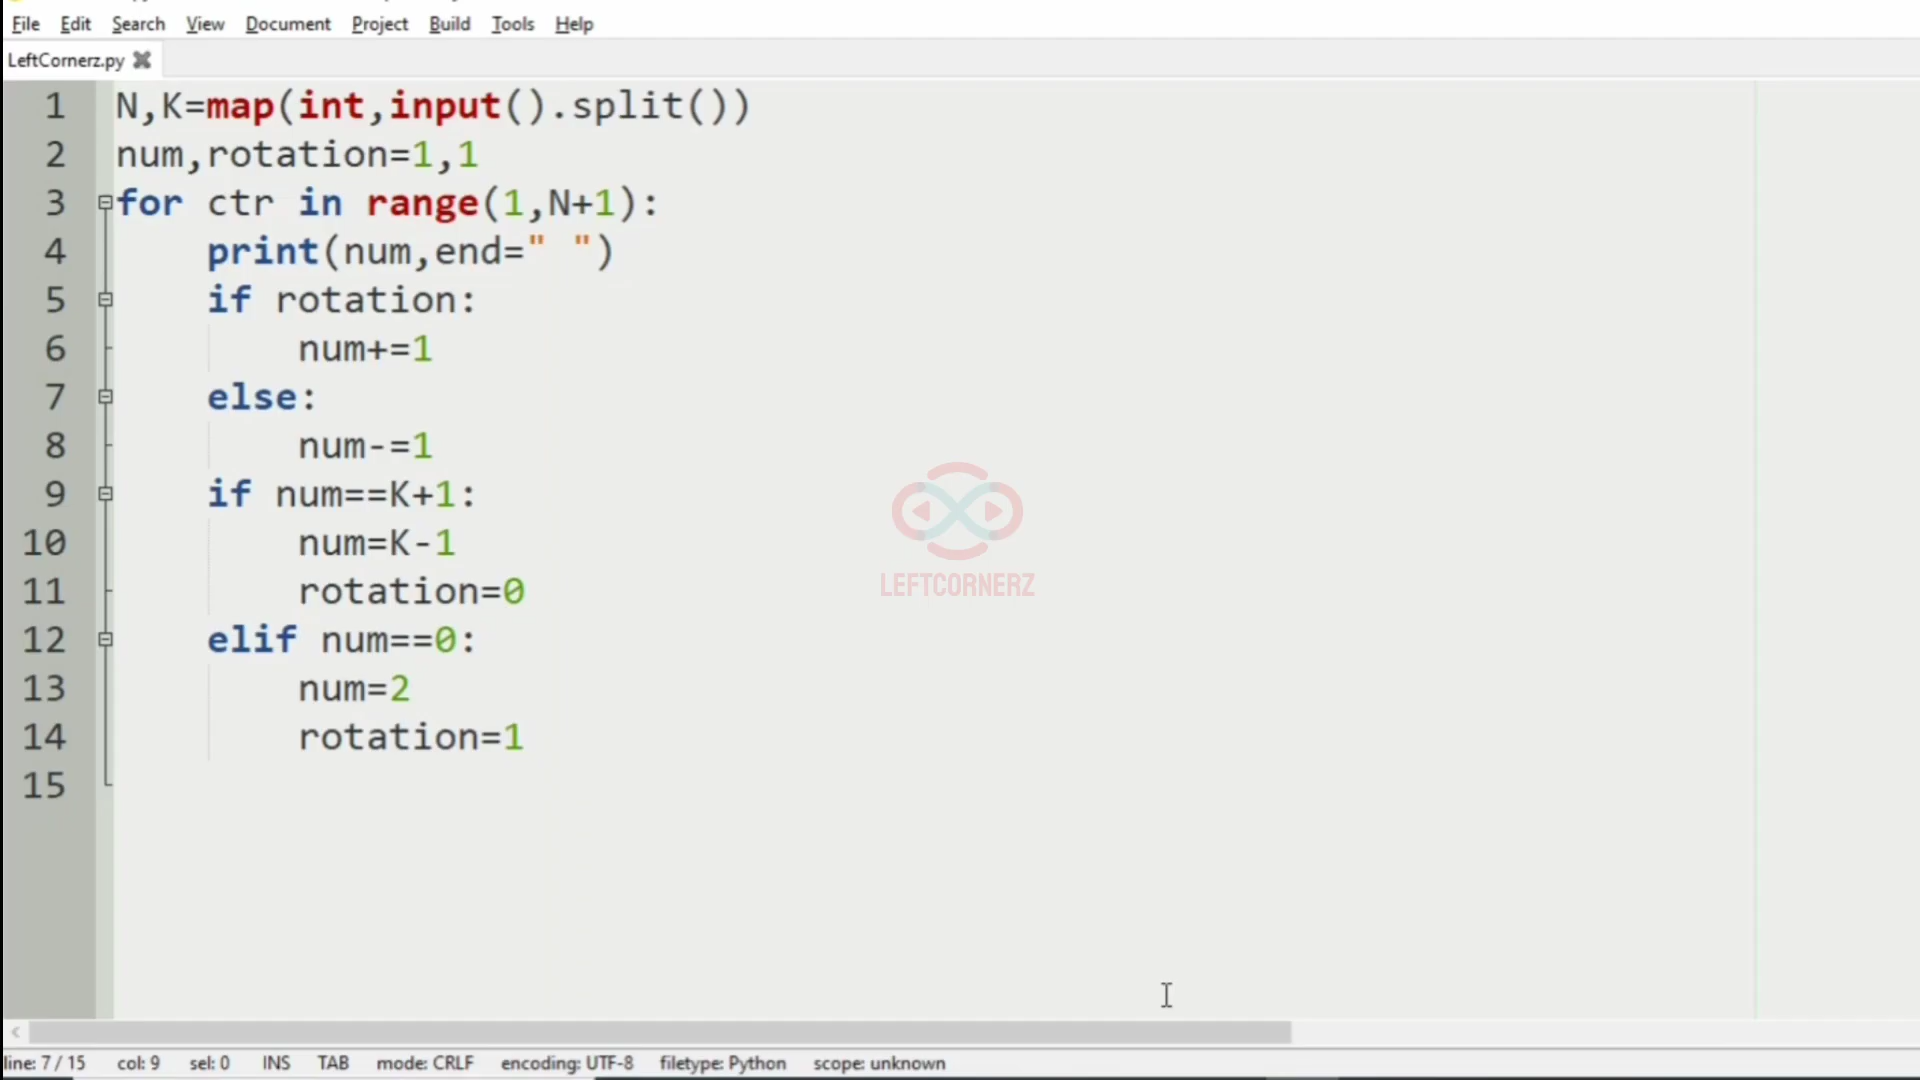 File Edit Search View Document Project Build Tools Help
LeftCornerz.py
1 N,K=map(int,input().split())
2 num,rotation=1,1
3 for ctr in range(1,N+1):
4     print(num,end=" ")
5     if rotation:
6         num+=1
7     else:
8         num-=1
9     if num==K+1:
10         num=K-1
11         rotation=0
12     elif num==0:
13         num=2
14         rotation=1
15
LEFTCORNERZ
line: 7 / 15 col: 9 sel: 0 INS TAB mode: CRLF encoding: UTF-8 filetype: Python scope: unknown